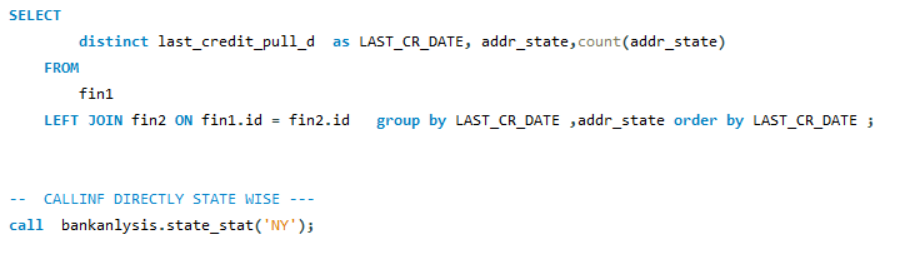 SELECT
distinct last_credit_pull_d as LAST_CR_DATE, addr_state,count(addr_state)
FROM
fin1
LEFT JOIN fin2 ON fin1.id = fin2.id group by LAST_CR_DATE ,addr_state order by LAST_CR_DATE ;
-- CALLINF DIRECTLY STATE WISE ---
call bankanlysis.state_stat('NY');